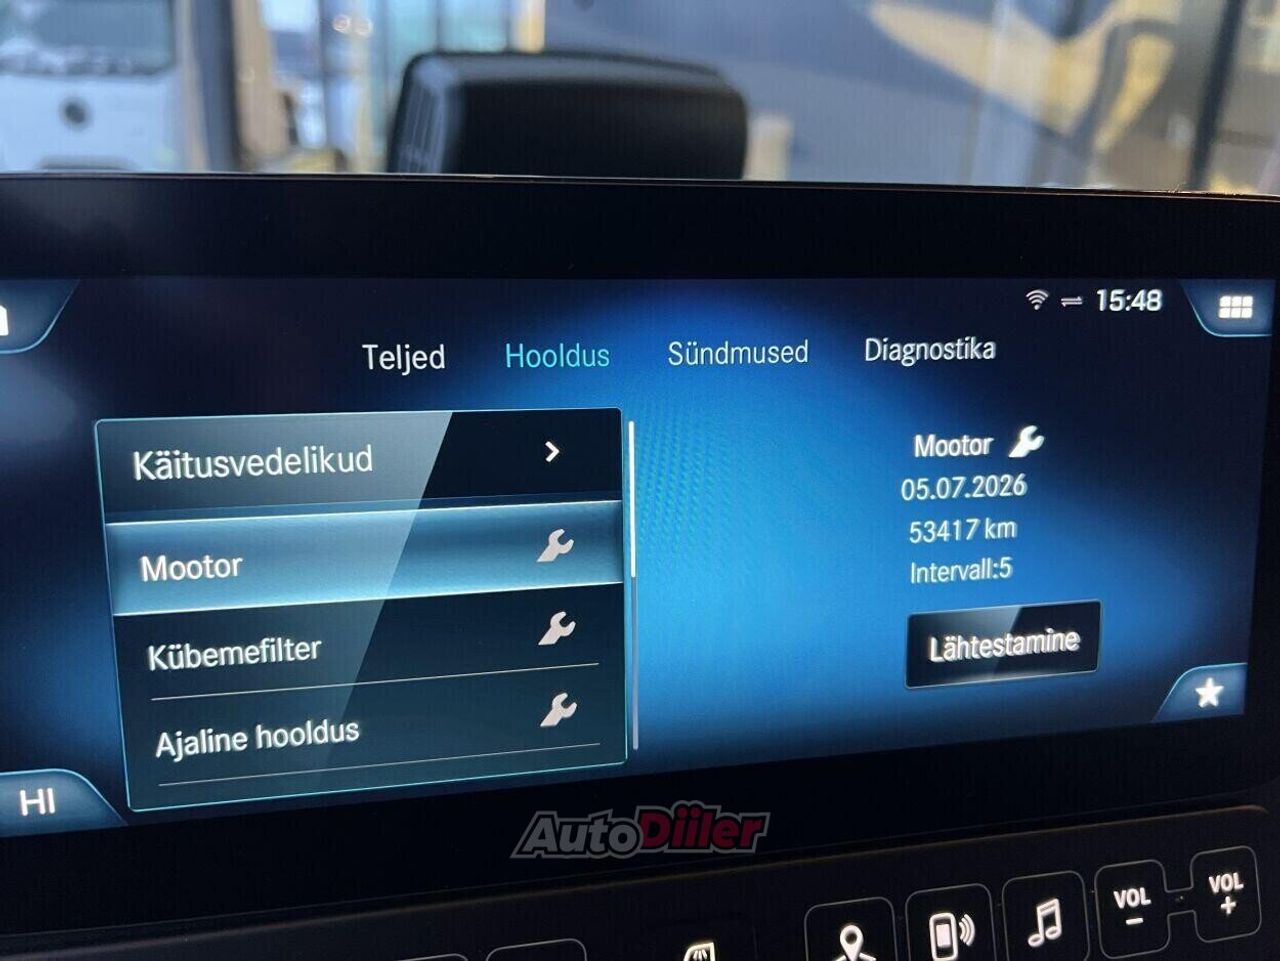 15:48
Teljed Hooldus Sündmused Diagnostika
Käitusvedelikud
Mootor
Kübemefilter
Ajaline hooldus
Mootor
05.07.2026
53417 km
Intervall:5
Lähtestamine
HI
AutoDiiler
VOL
−
VOL
+